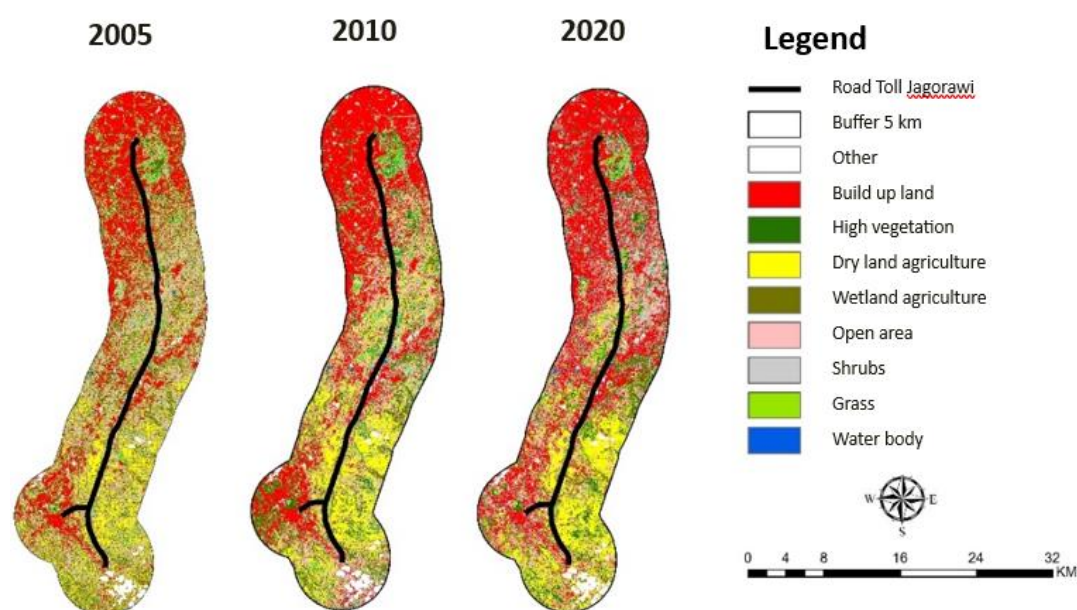 2005
2010
2020
Legend
Road Toll Jagorawi
Buffer 5 km
Other
Build up land
High vegetation
Dry land agriculture
Wetland agriculture
Open area
Shrubs
Grass
Water body
N
W E
S
0 4 8 16 24 32
KM